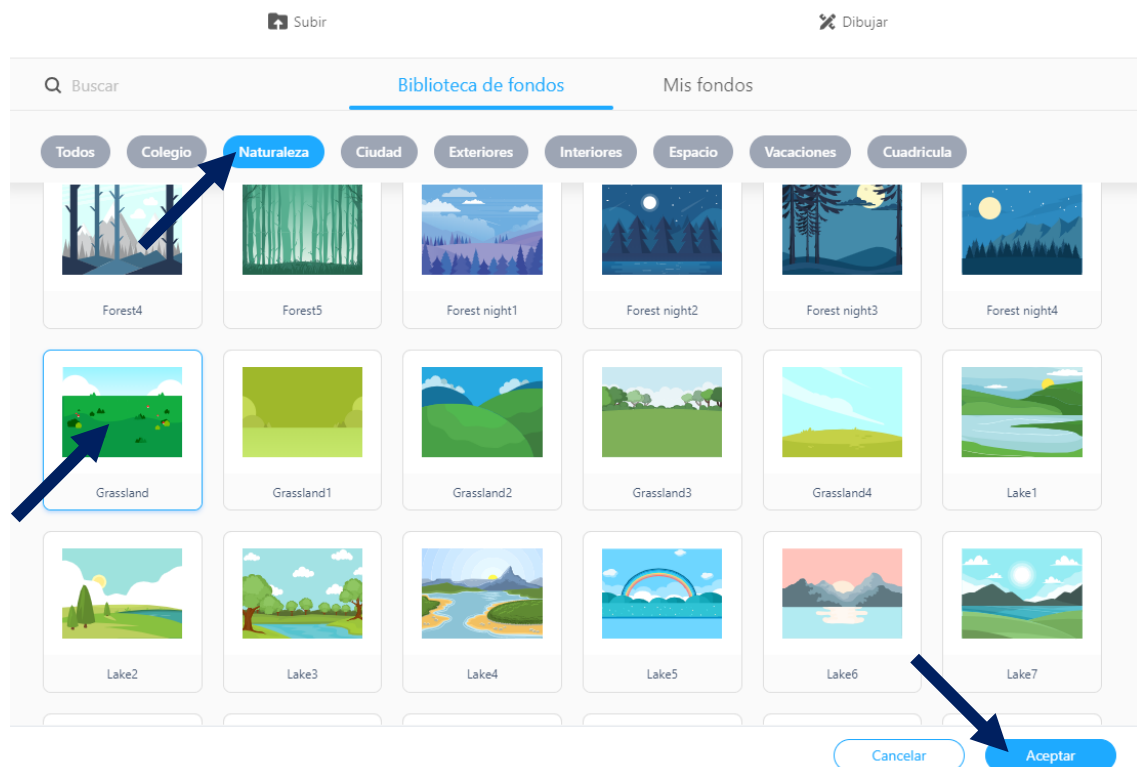 Subir
Dibujar
Buscar
Biblioteca de fondos
Mis fondos
Todos
Colegio
Naturaleza
Ciudad
Exteriores
Interiores
Espacio
Vacaciones
Cuadricula
Forest4
Forest5
Forest night1
Forest night2
Forest night3
Forest night4
Grassland
Grassland1
Grassland2
Grassland3
Grassland4
Lake1
Lake2
Lake3
Lake4
Lake5
Lake6
Lake7
Cancelar
Aceptar